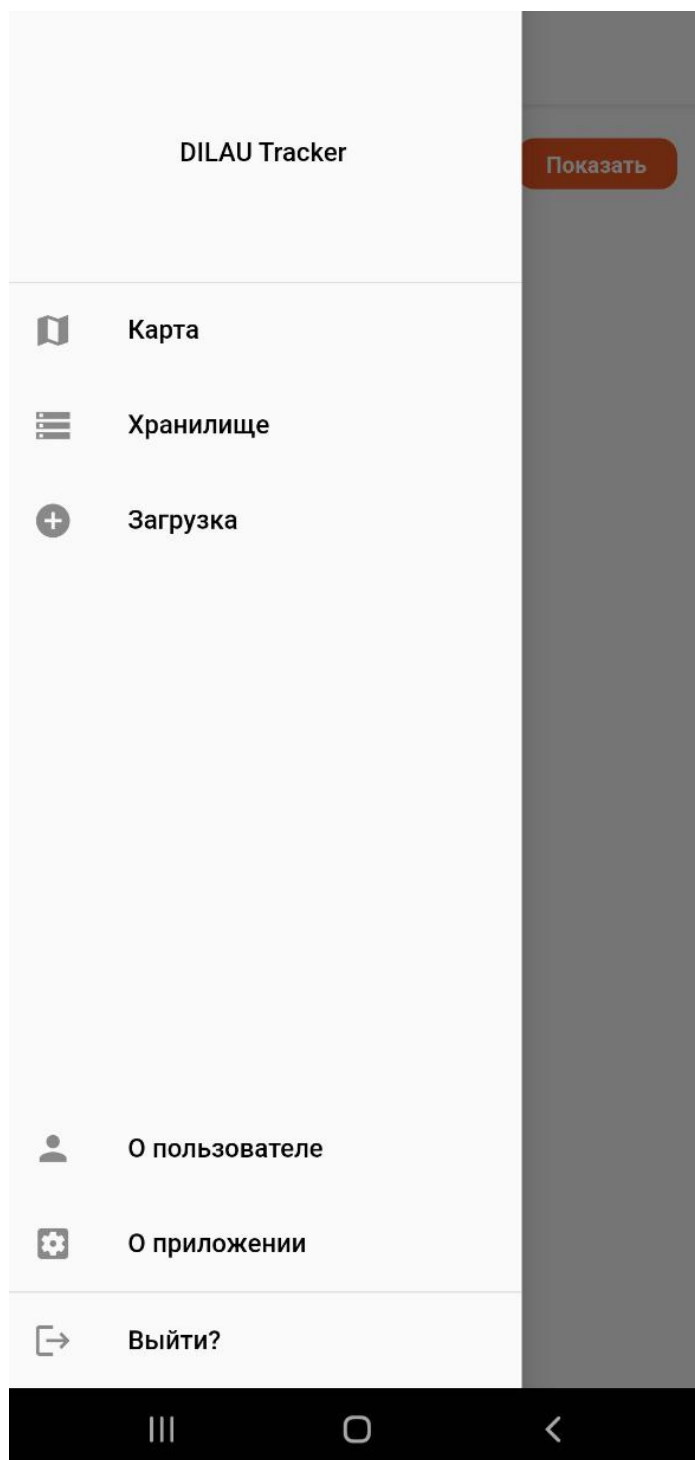 DILAU Tracker
Показать
Карта
Хранилище
Загрузка
О пользователе
О приложении
Выйти?